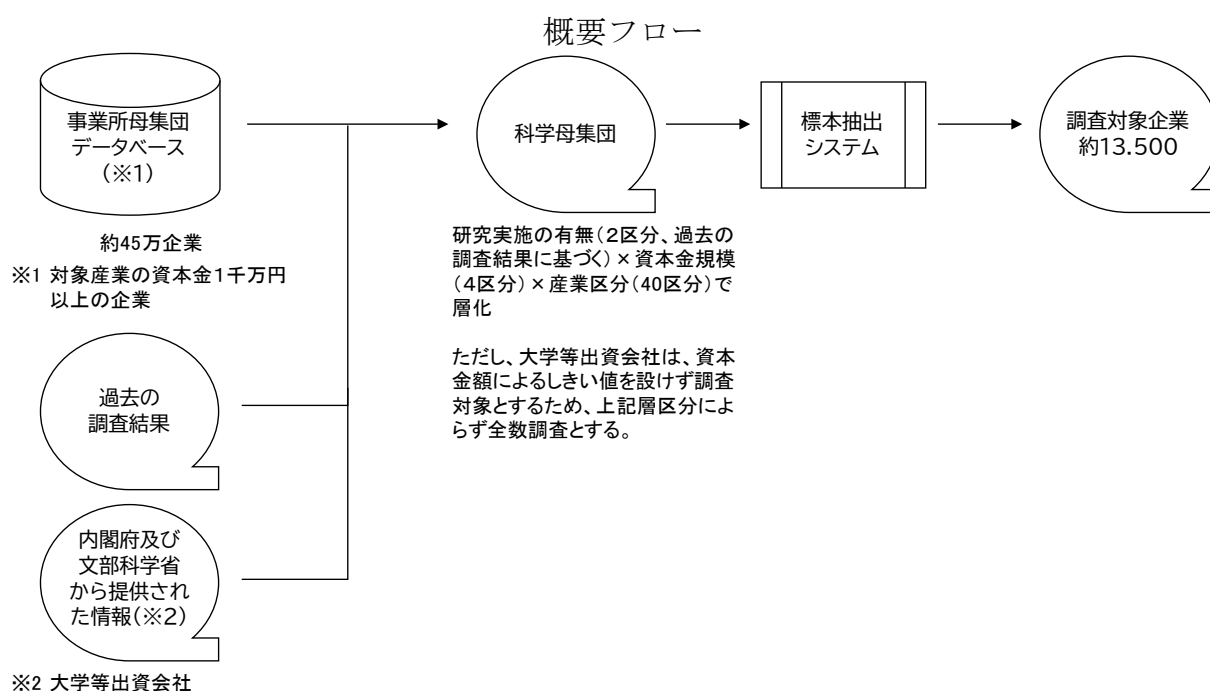 概要フロー
事業所母集団
データベース
(※1)
約45万企業
※1 対象産業の資本金1千万円
以上の企業
過去の
調査結果
内閣府及び
文部科学省
から提供され
た情報(※2)
※2 大学等出資会社
科学母集団
研究実施の有無(2区分、過去の
調査結果に基づく)×資本金規模
(4区分)×産業区分(40区分)で
層化
ただし、大学等出資会社は、資本
金額によるしきい値を設けず調査
対象とするため、上記層区分によ
らず全数調査とする。
標本抽出
システム
調査対象企業
約13.500